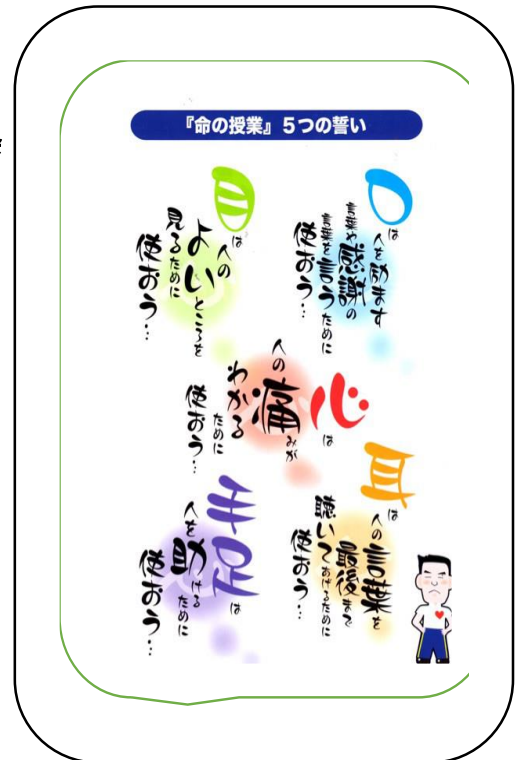 『命の授業』5つの誓い
口は
人を励ます
言葉や感謝の
言葉を言うために
使おう…
目は
人の
よいところを
見るために
使おう…
心は
人の痛みが
わかる
ために
使おう…
耳は
人の言葉を
最後まで
聴いてあげるために
使おう…
手足は
人を助ける
ために
使おう…